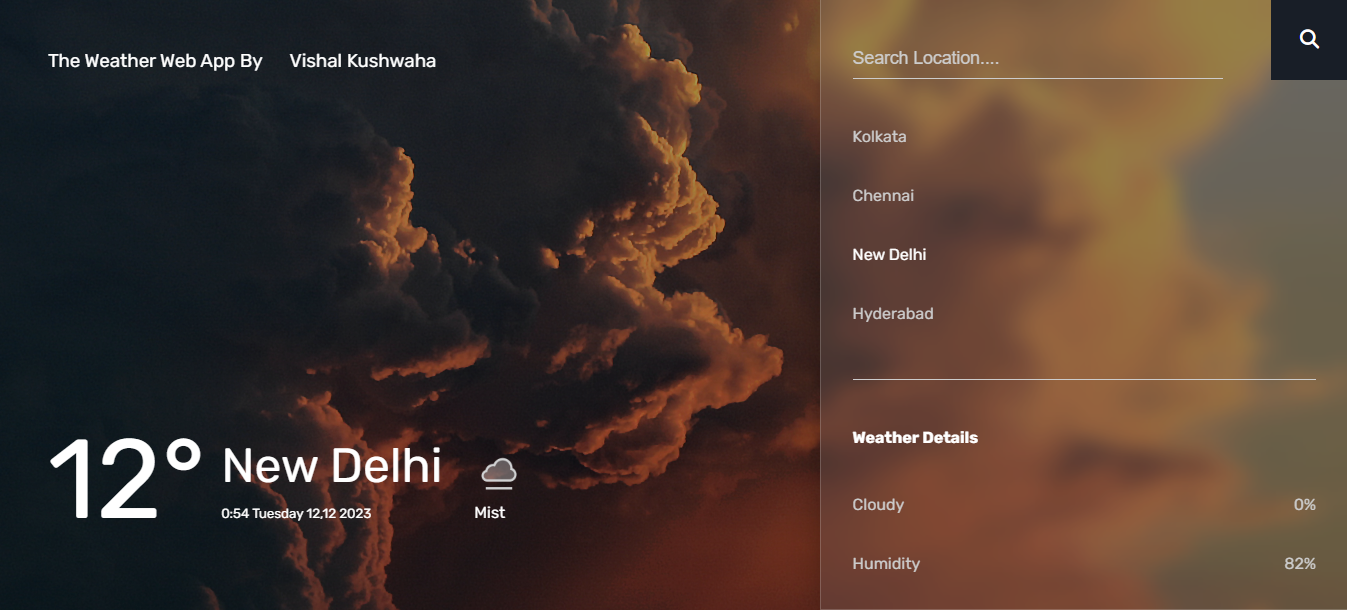 The Weather Web App By Vishal Kushwaha
Search Location....
Kolkata
Chennai
New Delhi
Hyderabad
12° New Delhi
0:54 Tuesday 12,12 2023
Mist
Weather Details
Cloudy 0%
Humidity 82%